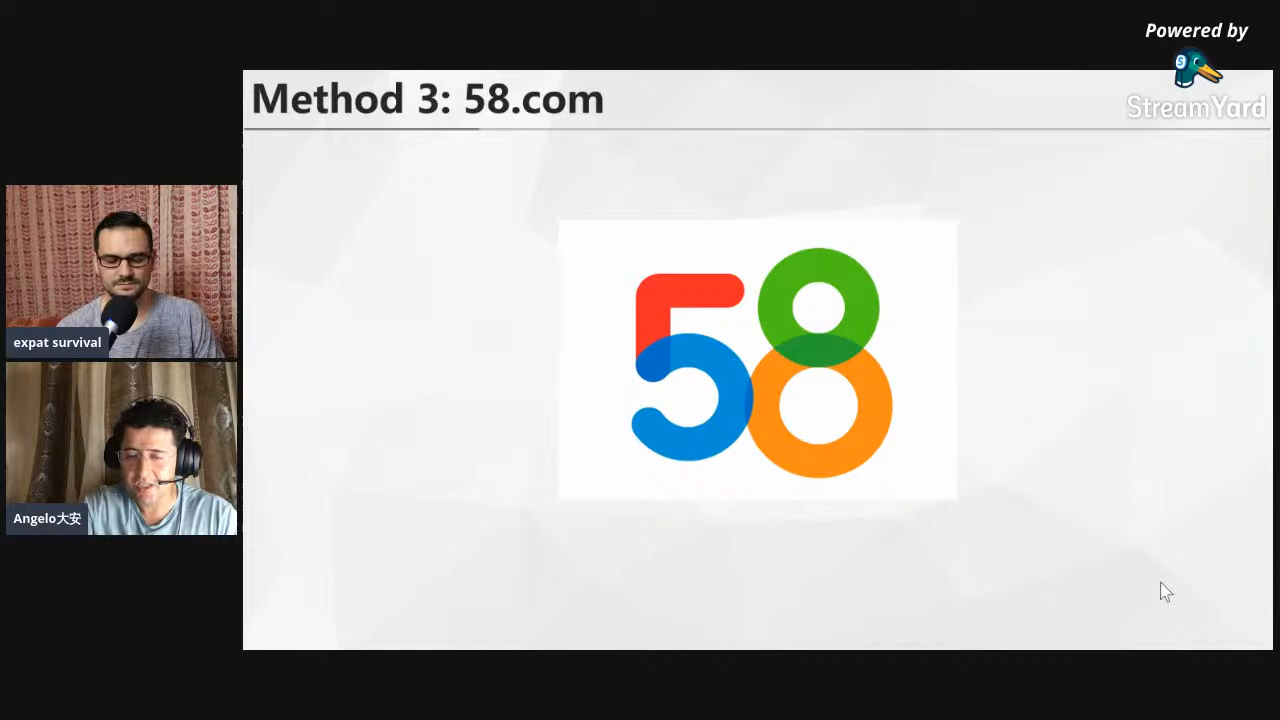 Powered by
StreamYard
Method 3: 58.com
58
expat survival
Angelo大安